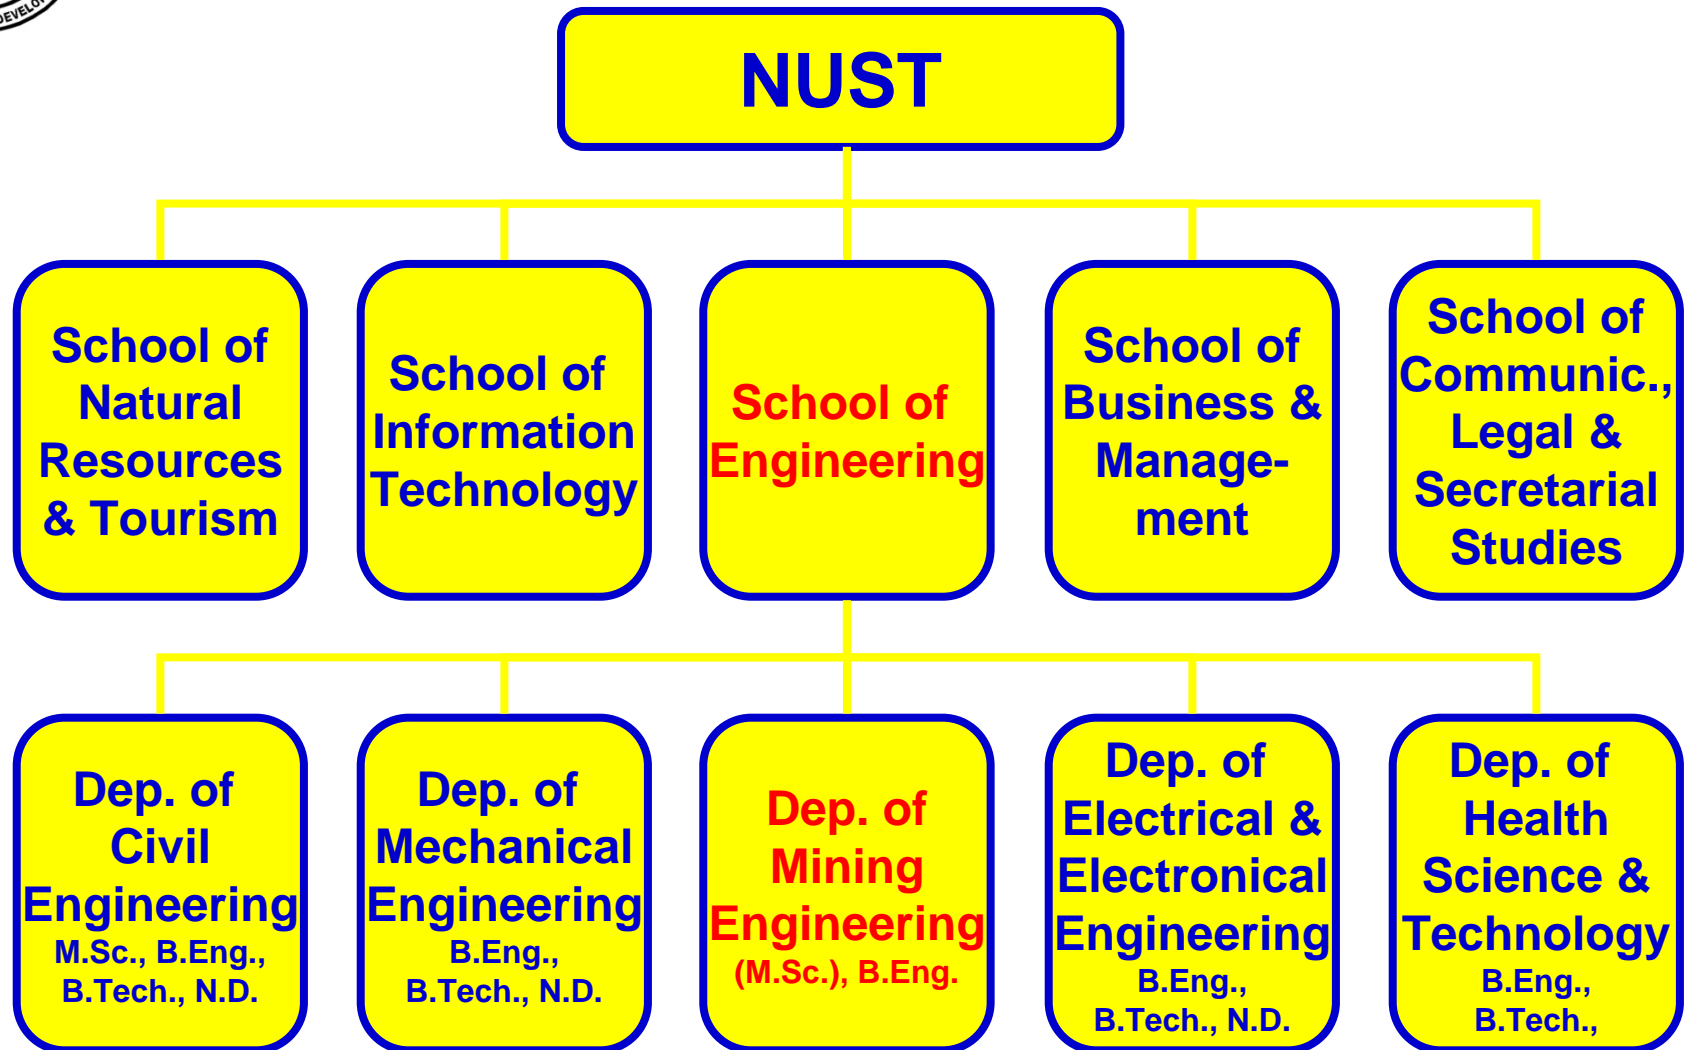 DEVELO
NUST
School of
Natural
Resources
& Tourism
School of
Information
Technology
School of
Engineering
School of
Business &
Manage-
ment
School of
Communic.,
Legal &
Secretarial
Studies
Dep. of
Civil
Engineering
M.Sc., B.Eng.,
B.Tech., N.D.
Dep. of
Mechanical
Engineering
B.Eng.,
B.Tech., N.D.
Dep. of
Mining
Engineering
(M.Sc.), B.Eng.
Dep. of
Electrical &
Electronical
Engineering
B.Eng.,
B.Tech., N.D.
Dep. of
Health
Science &
Technology
B.Eng.,
B.Tech.,